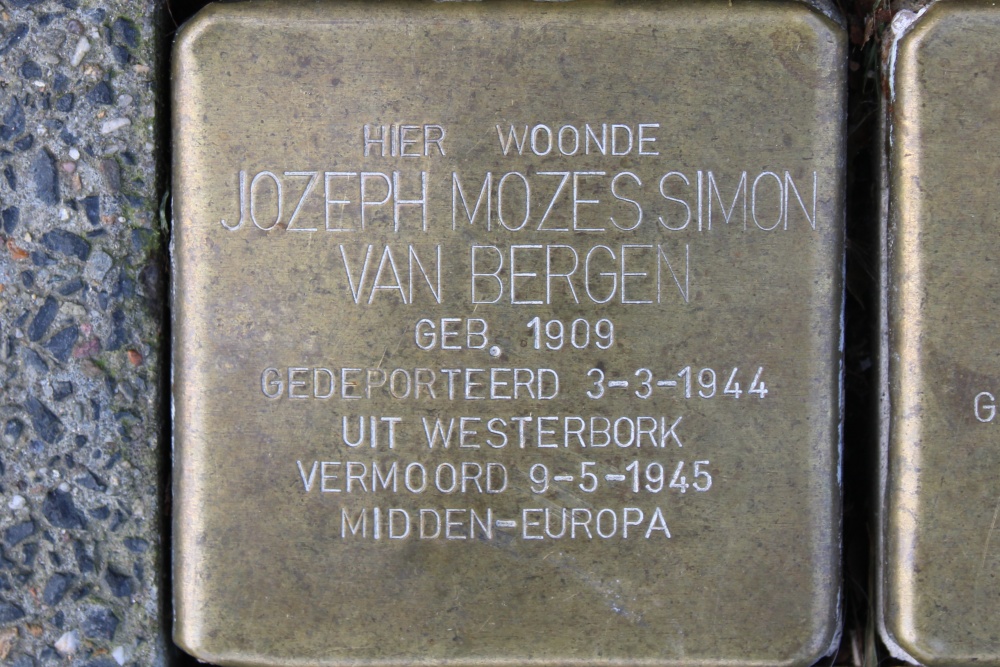 HIER WOONDE
JOZEPH MOZES SIMON
VAN BERGEN
GEB. 1909
GEDEPORTEERD 3-3-1944
UIT WESTERBORK
VERMOORD 9-5-1945
MIDDEN-EUROPA
G